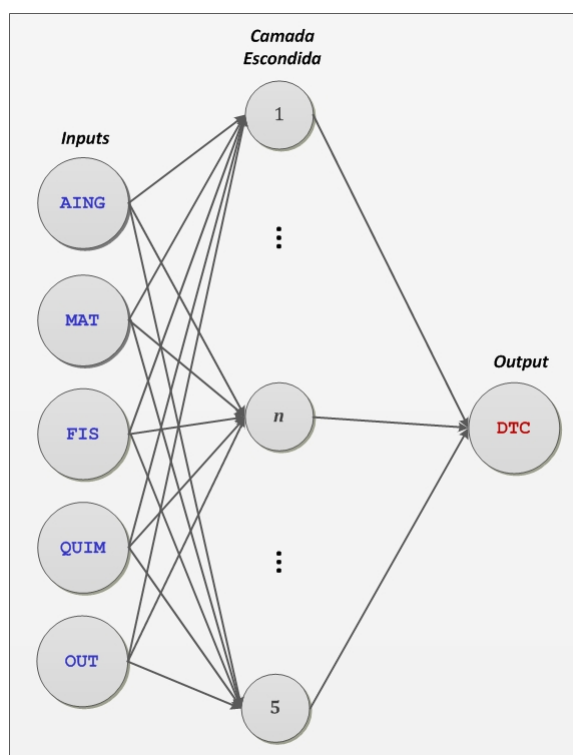 Camada
Escondida
1
Inputs
AING
MAT
FIS
QUIM
OUT
n
5
Output
DTC